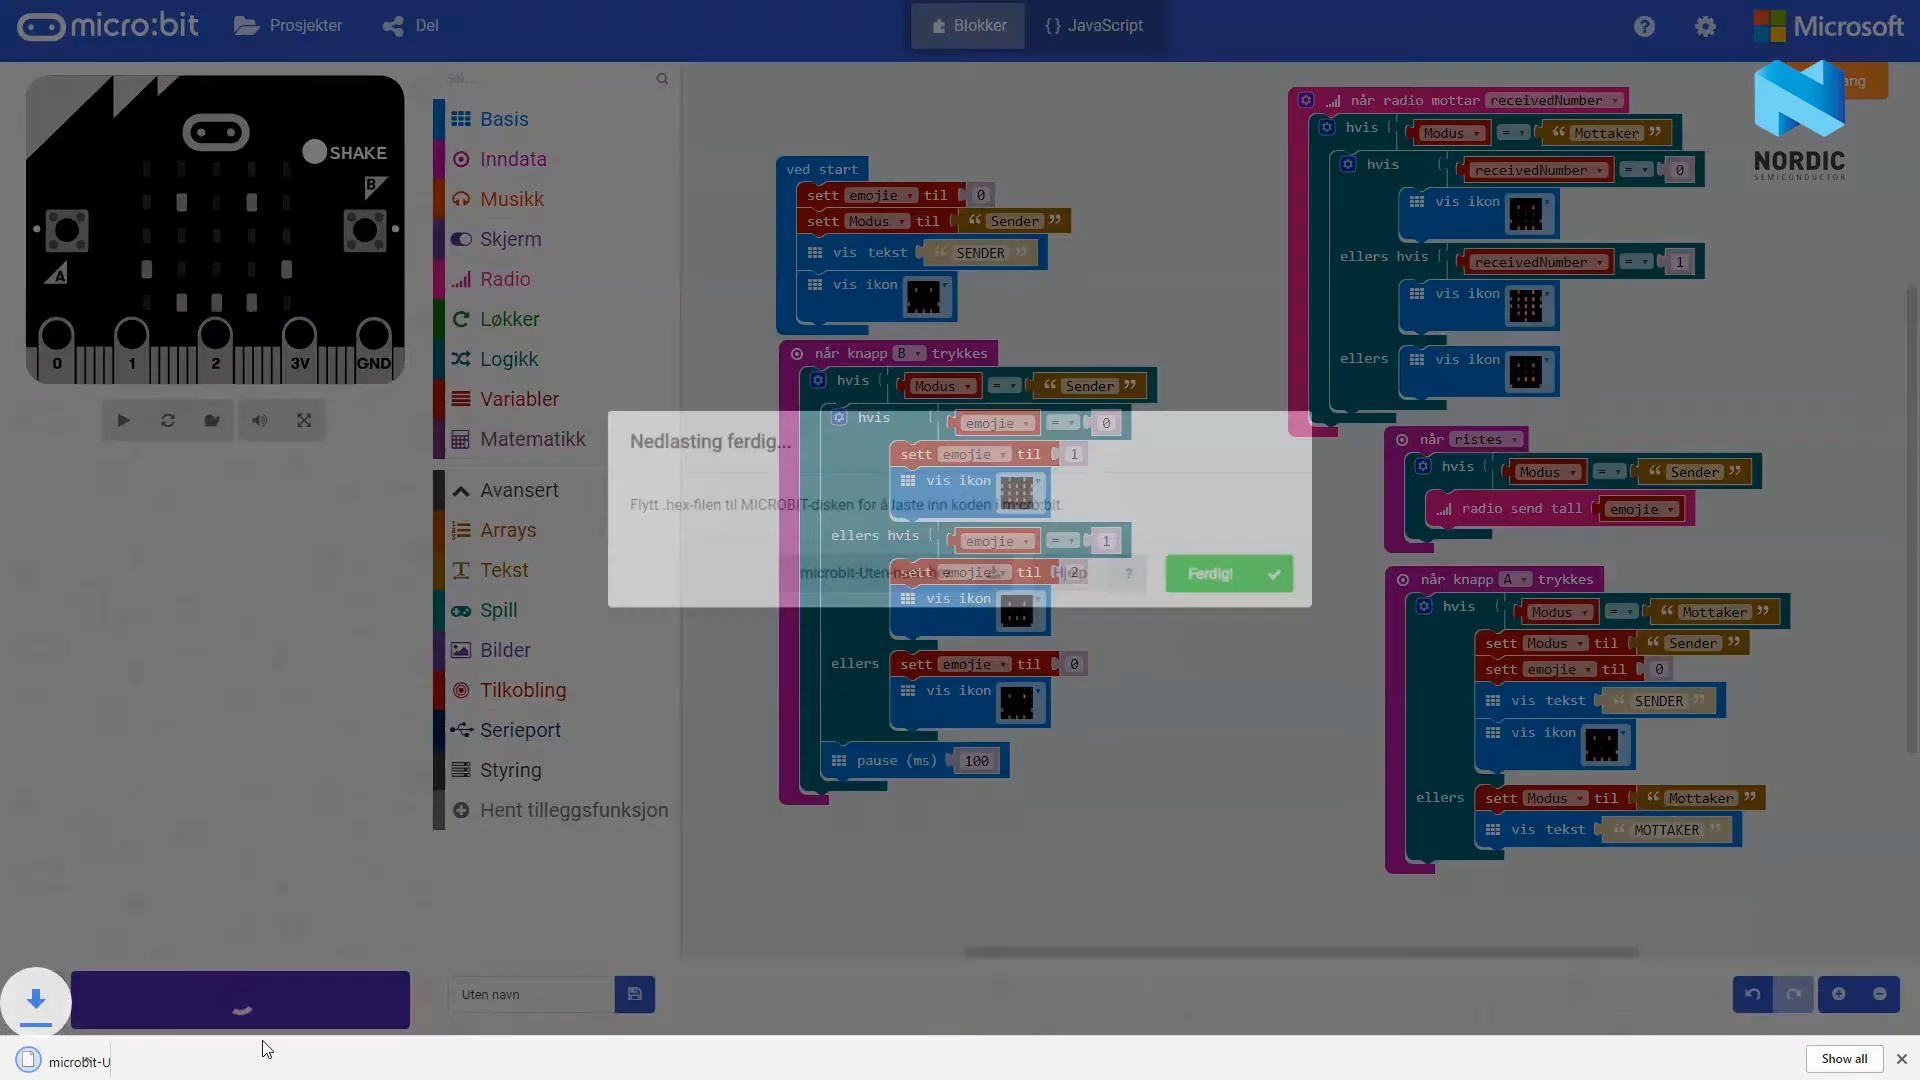 micro:bit
Prosjekter
Del
Blokker
{} JavaScript
Microsoft
SHAKE
B
A
0 1 2 3V GND
Søk...
Basis
Inndata
Musikk
Skjerm
Radio
Løkker
Logikk
Variabler
Matematikk
Avansert
Arrays
Tekst
Spill
Bilder
Tilkobling
Serieport
Styring
Hent tilleggsfunksjon
ved start
sett emojie til 0
sett Modus til “ Sender ”
vis tekst “ SENDER ”
vis ikon
når knapp B trykkes
hvis Modus = “ Sender ”
hvis emojie = 0
sett emojie til 1
vis ikon
ellers hvis emojie = 1
sett emojie til 2
vis ikon
ellers sett emojie til 0
vis ikon
pause (ms) 100
Nedlasting ferdig...
Flytt .hex-filen til MICROBIT-disken for å laste inn koden i micro:bit.
Hjelp ?
Ferdig!
når radio mottar receivedNumber
hvis Modus = “ Mottaker ”
hvis receivedNumber = 0
vis ikon
ellers hvis receivedNumber = 1
vis ikon
ellers vis ikon
når ristes
hvis Modus = “ Sender ”
radio send tall emojie
når knapp A trykkes
hvis Modus = “ Mottaker ”
sett Modus til “ Sender ”
sett emojie til 0
vis tekst “ SENDER ”
vis ikon
ellers sett Modus til “ Mottaker ”
vis tekst “ MOTTAKER ”
NORDIC
SEMICONDUCTOR
Uten navn
microbit-U
Show all